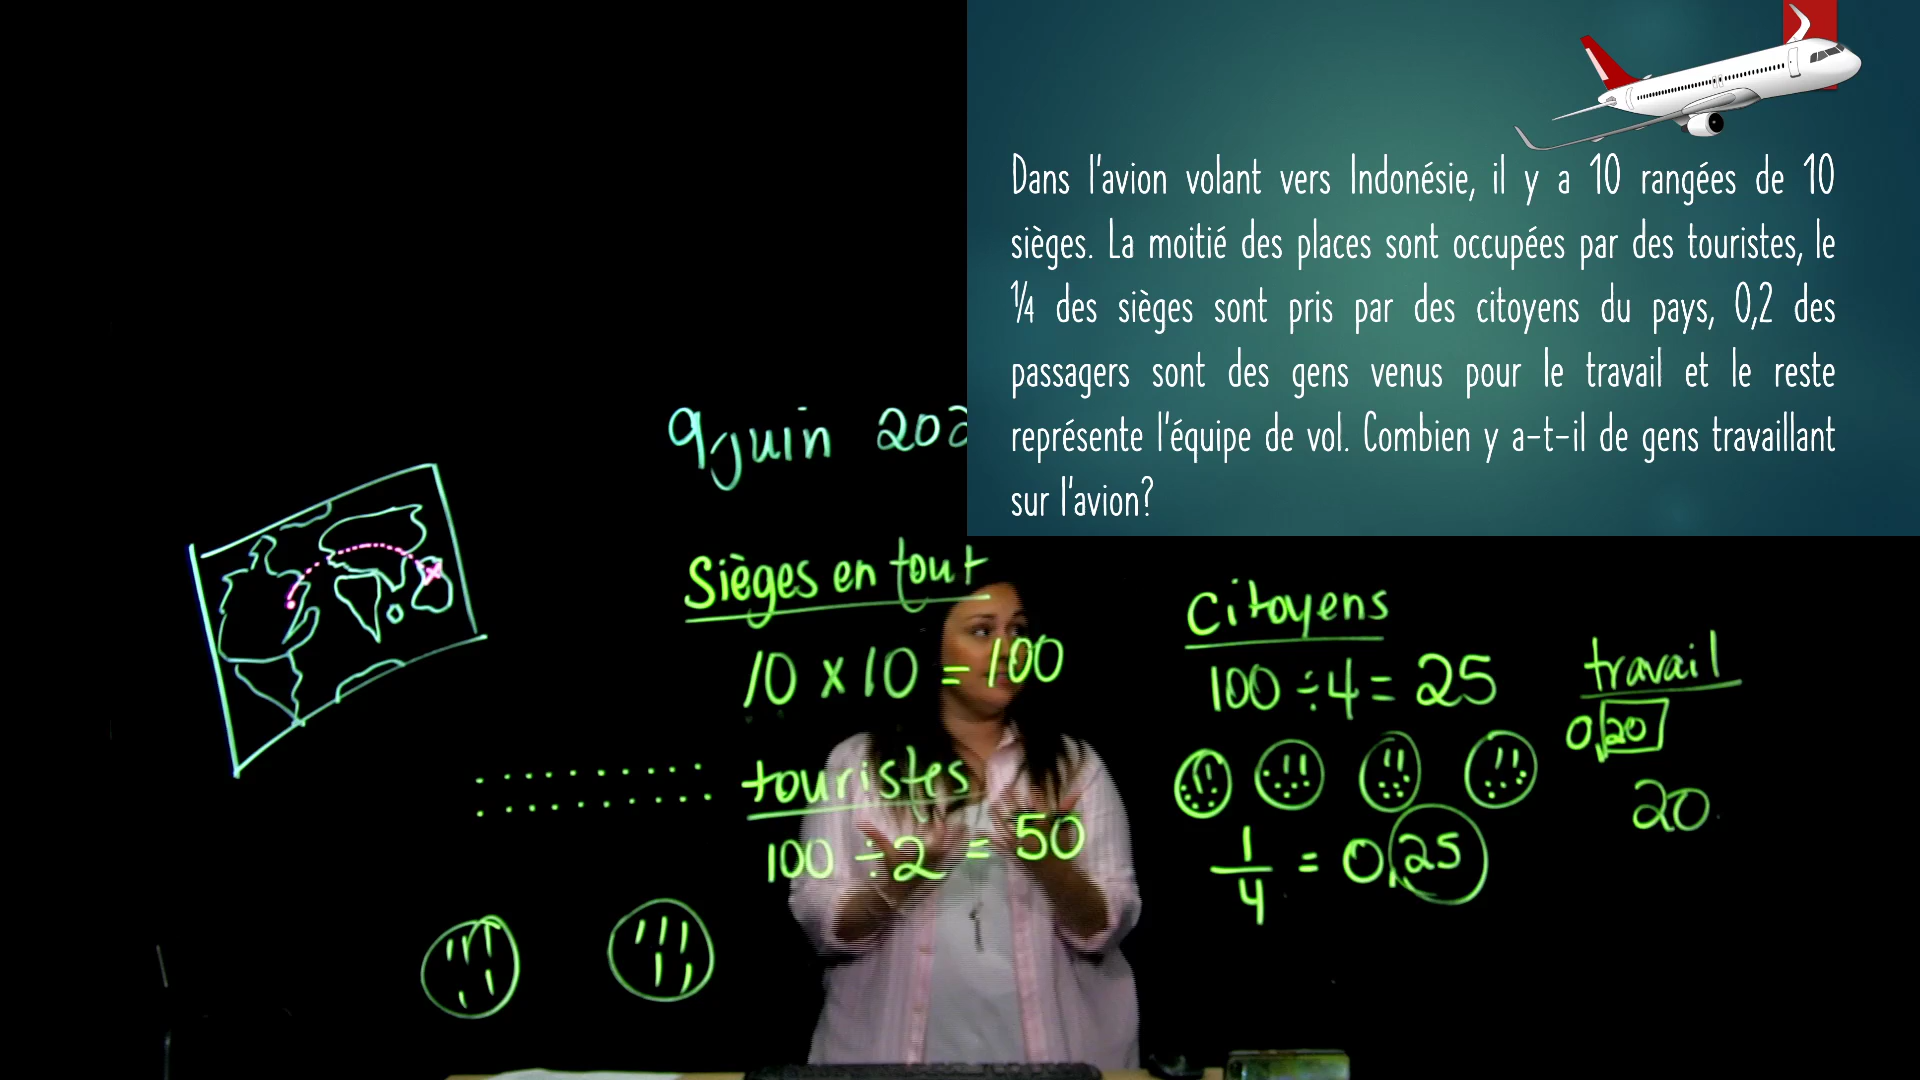 Dans l'avion volant vers Indonésie, il y a 10 rangées de 10
sièges. La moitié des places sont occupées par des touristes, le
¼ des sièges sont pris par des citoyens du pays, 0,2 des
passagers sont des gens venus pour le travail et le reste
représente l'équipe de vol. Combien y a-t-il de gens travaillant
sur l'avion?
9 juin 202
Sièges en tout
10 x 10 = 100
touristes
100 ÷ 2 = 50
Citoyens
100 ÷ 4 = 25
1/4 = 0,25
travail
0,20
20